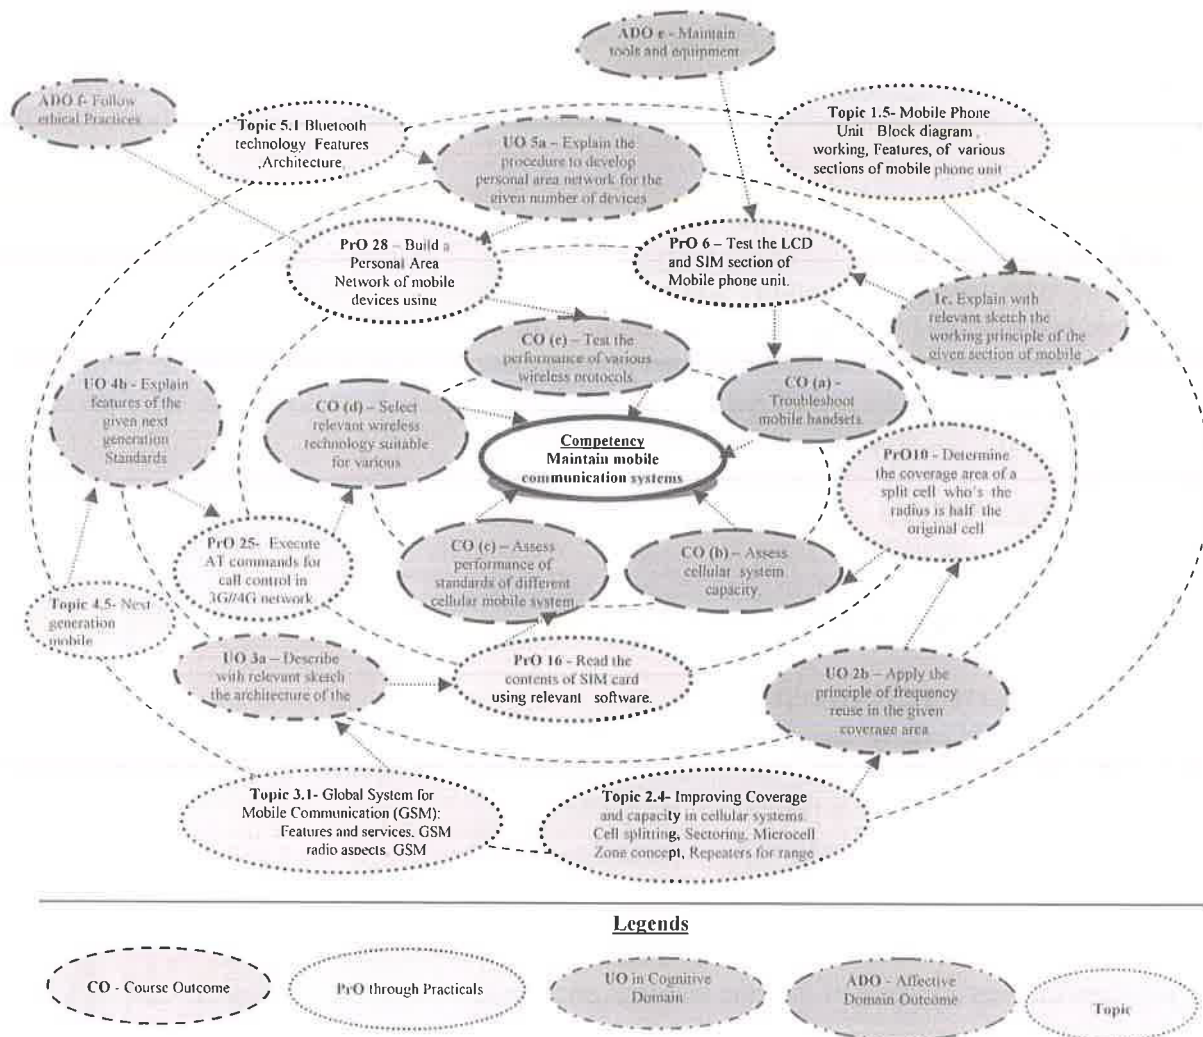 ADO e - Maintain
tools and equipment
ADO f- Follow
ethical Practices
Topic 5.1 Bluetooth
technology Features
,Architecture
UO 5a – Explain the
procedure to develop
personal area network for the
given number of devices
Topic 1.5- Mobile Phone
Unit Block diagram ,
working, Features, of various
sections of mobile phone unit
PrO 28 – Build a
Personal Area
Network of mobile
devices using
PrO 6 – Test the LCD
and SIM section of
Mobile phone unit.
1c. Explain with
relevant sketch the
working principle of the
given section of mobile
CO (e) – Test the
performance of various
wireless protocols
UO 4b - Explain
features of the
given next
generation
Standards
CO (d) – Select
relevant wireless
technology suitable
for various
CO (a) -
Troubleshoot
mobile handsets
Competency
Maintain mobile
communication systems
PrO10 - Determine
the coverage area of a
split cell who's the
radius is half the
original cell
PrO 25- Execute
AT commands for
call control in
3G//4G network
CO (c) – Assess
performance of
standards of different
cellular mobile system
CO (b) – Assess
cellular system
capacity
Topic 4.5- Next
generation
mobile
UO 3a – Describe
with relevant sketch
the architecture of the
PrO 16 - Read the
contents of SIM card
using relevant software.
UO 2b – Apply the
principle of frequency
reuse in the given
coverage area
Topic 3.1- Global System for
Mobile Communication (GSM):
Features and services. GSM
radio aspects. GSM
Topic 2.4- Improving Coverage
and capacity in cellular systems
Cell splitting, Sectoring, Microcell
Zone concept, Repeaters for range
Legends
CO - Course Outcome
PrO through Practicals
UO in Cognitive
Domain
ADO - Affective
Domain Outcome
Topic